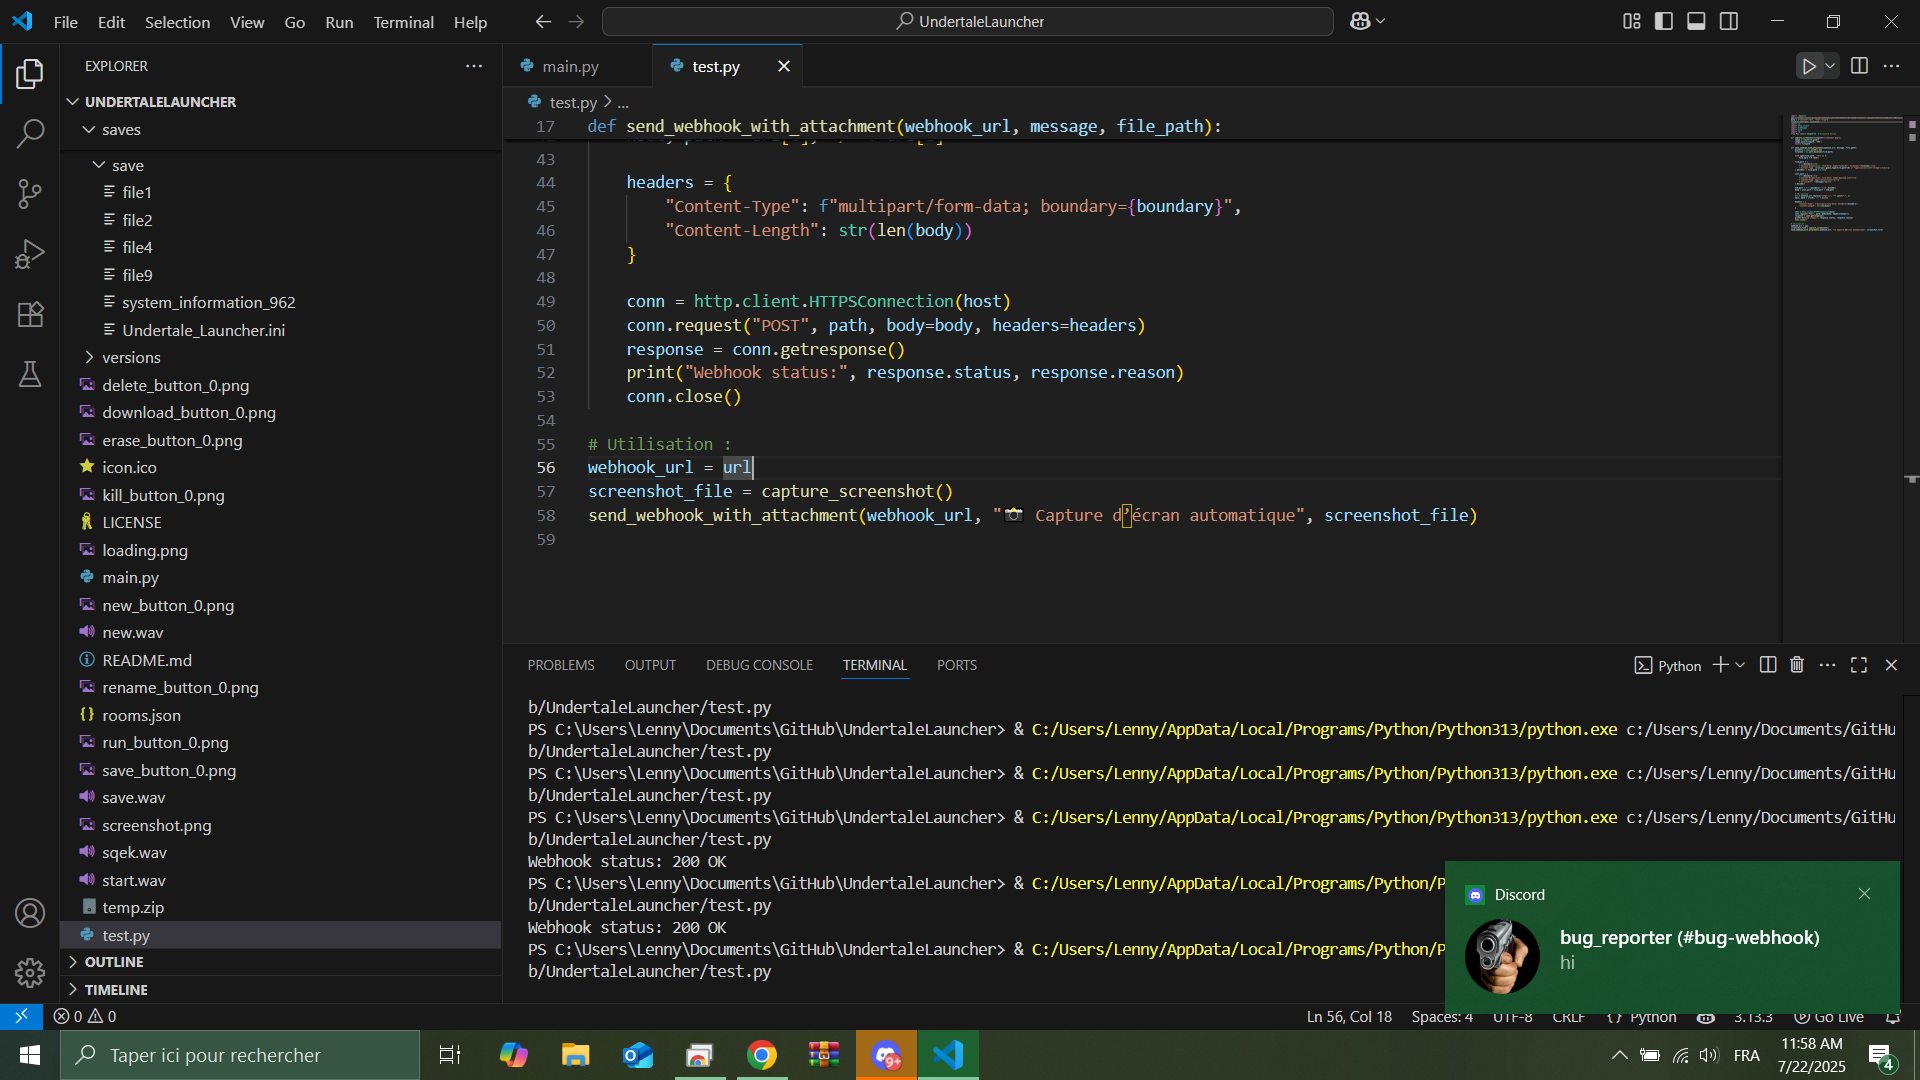 File Edit Selection View Go Run Terminal Help
UndertaleLauncher
EXPLORER
UNDERTALELAUNCHER
saves
save
file1
file2
file4
file9
system_information_962
Undertale_Launcher.ini
versions
delete_button_0.png
download_button_0.png
erase_button_0.png
icon.ico
kill_button_0.png
LICENSE
loading.png
main.py
new_button_0.png
new.wav
README.md
rename_button_0.png
rooms.json
run_button_0.png
save_button_0.png
save.wav
screenshot.png
sqek.wav
start.wav
temp.zip
test.py
OUTLINE
TIMELINE
main.py
test.py
test.py > ...
17 def send_webhook_with_attachment(webhook_url, message, file_path):
43
44 headers = {
45 "Content-Type": f"multipart/form-data; boundary={boundary}",
46 "Content-Length": str(len(body))
47 }
48
49 conn = http.client.HTTPSConnection(host)
50 conn.request("POST", path, body=body, headers=headers)
51 response = conn.getresponse()
52 print("Webhook status:", response.status, response.reason)
53 conn.close()
54
55 # Utilisation :
56 webhook_url = url
57 screenshot_file = capture_screenshot()
58 send_webhook_with_attachment(webhook_url, "📸 Capture d’écran automatique", screenshot_file)
59
PROBLEMS OUTPUT DEBUG CONSOLE TERMINAL PORTS
Python
b/UndertaleLauncher/test.py
PS C:\Users\Lenny\Documents\GitHub\UndertaleLauncher> & C:/Users/Lenny/AppData/Local/Programs/Python/Python313/python.exe c:/Users/Lenny/Documents/GitHu
b/UndertaleLauncher/test.py
PS C:\Users\Lenny\Documents\GitHub\UndertaleLauncher> & C:/Users/Lenny/AppData/Local/Programs/Python/Python313/python.exe c:/Users/Lenny/Documents/GitHu
b/UndertaleLauncher/test.py
PS C:\Users\Lenny\Documents\GitHub\UndertaleLauncher> & C:/Users/Lenny/AppData/Local/Programs/Python/Python313/python.exe c:/Users/Lenny/Documents/GitHu
b/UndertaleLauncher/test.py
Webhook status: 200 OK
PS C:\Users\Lenny\Documents\GitHub\UndertaleLauncher> & C:/Users/Lenny/AppData/Local/Programs/Python/P
b/UndertaleLauncher/test.py
Webhook status: 200 OK
PS C:\Users\Lenny\Documents\GitHub\UndertaleLauncher> & C:/Users/Lenny/AppData/Local/Programs/Python/P
b/UndertaleLauncher/test.py
Discord
bug_reporter (#bug-webhook)
hi
0 0
Ln 56, Col 18 Spaces: 4 UTF-8 CRLF {} Python 3.13.3 Go Live
Taper ici pour rechercher
9+
FRA
11:58 AM
7/22/2025
4